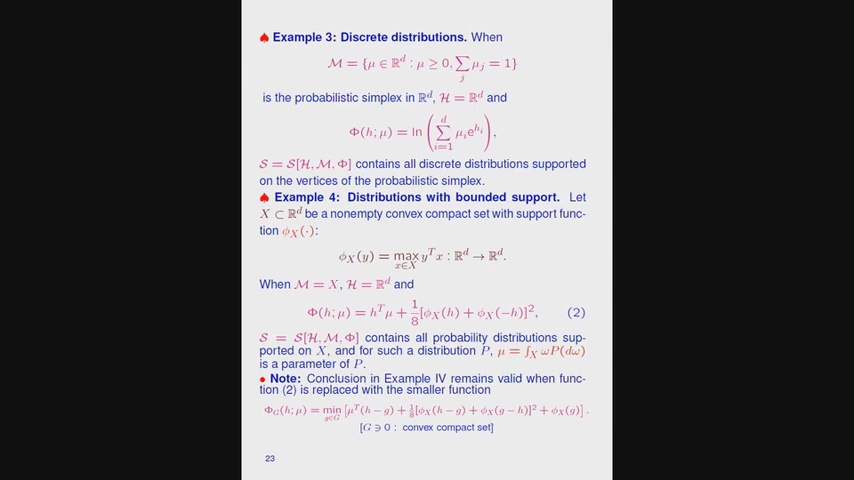 ♠ Example 3: Discrete distributions. When
M = {μ ∈ ℝ^d : μ ≥ 0, ∑_j μ_j = 1}
is the probabilistic simplex in ℝ^d, H = ℝ^d and
Φ(h; μ) = ln (∑_{i=1}^d μ_i e^{h_i}),
S = S[H, M, Φ] contains all discrete distributions supported
on the vertices of the probabilistic simplex.
♠ Example 4: Distributions with bounded support. Let
X ⊂ ℝ^d be a nonempty convex compact set with support func-
tion φ_X(·):
φ_X(y) = max_{x∈X} y^T x : ℝ^d → ℝ^d.
When M = X, H = ℝ^d and
Φ(h; μ) = h^T μ + 1/8 [φ_X(h) + φ_X(−h)]^2, (2)
S = S[H, M, Φ] contains all probability distributions sup-
ported on X, and for such a distribution P, μ = ∫_X ωP(dω)
is a parameter of P.
• Note: Conclusion in Example IV remains valid when func-
tion (2) is replaced with the smaller function
Φ_G(h; μ) = min_{g∈G} [μ^T(h − g) + 1/8 [φ_X(h − g) + φ_X(g − h)]^2 + φ_X(g)] .
[G ∋ 0 : convex compact set]
23